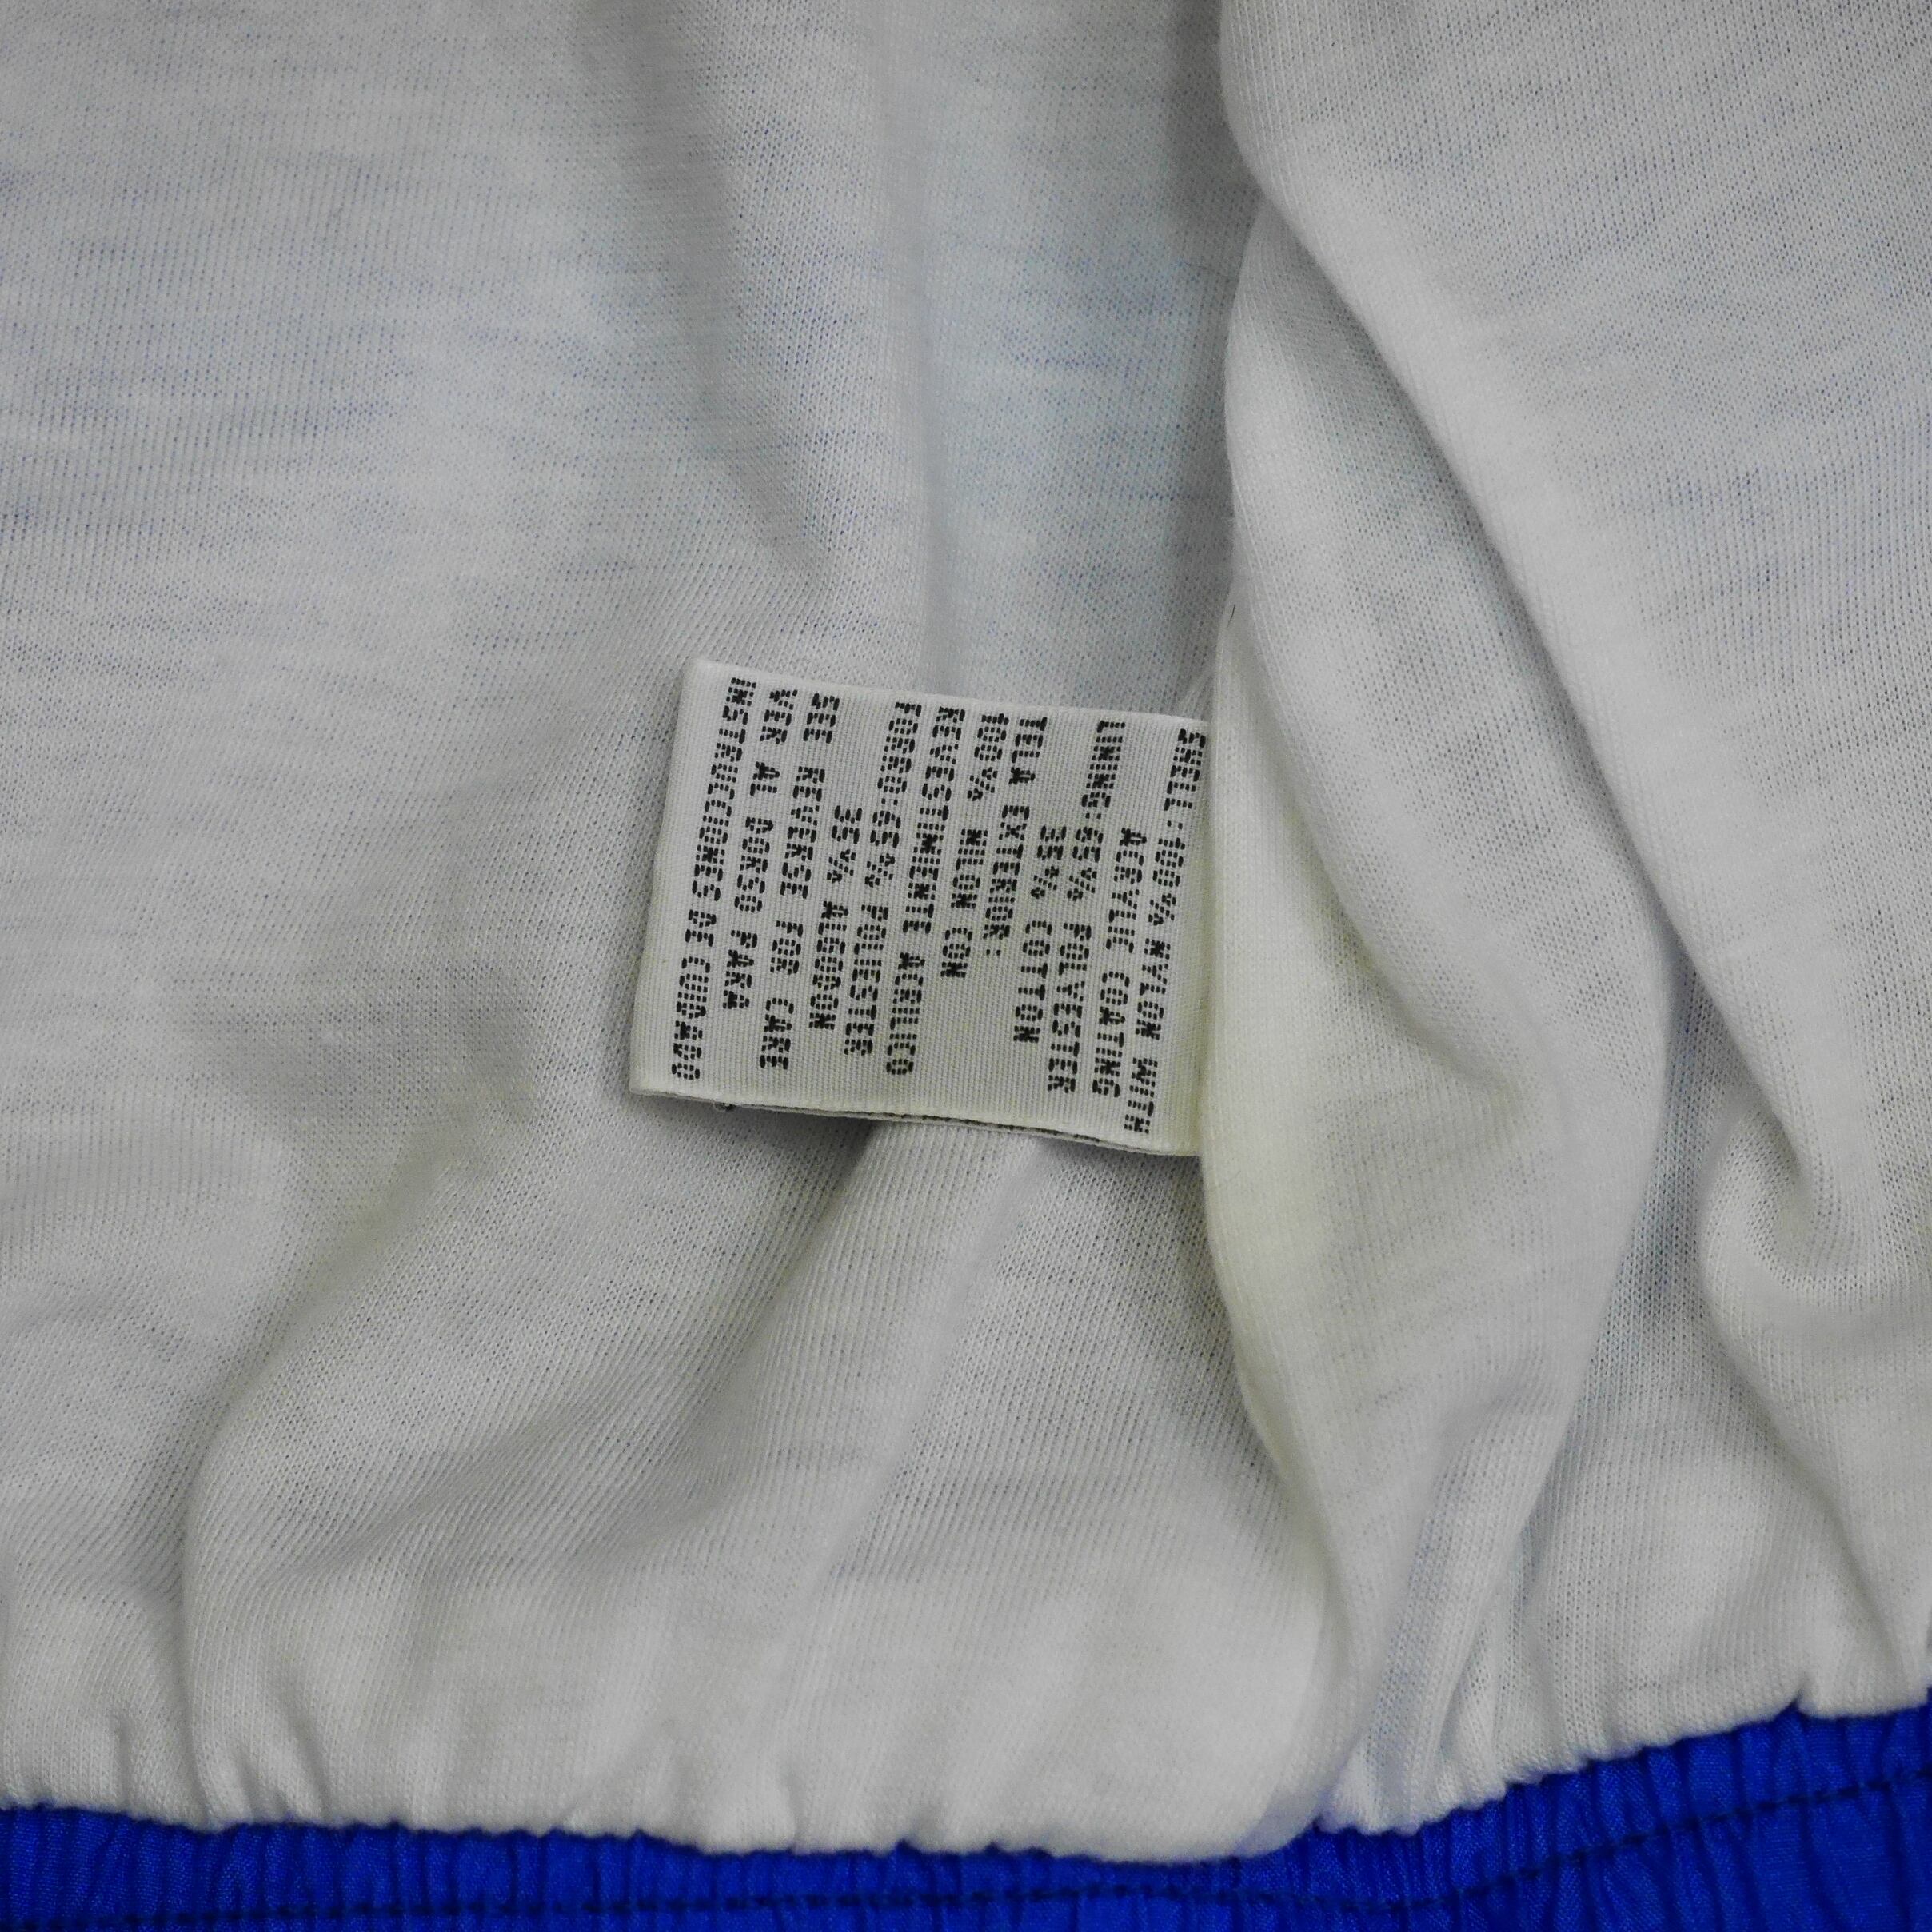 SHELL:100% NYLON WITH
ACRYLIC COATING
LINING:65% POLYESTER
35% COTTON
TELA EXTERIOR:
100% NILON CON
REVESTIMIENTE ACRILICO
FORRO:65% POLIESTER
35% ALGODON
SEE REVERSE FOR CARE
VER AL DORSO PARA
INSTRUCCIONES DE CUIDADO